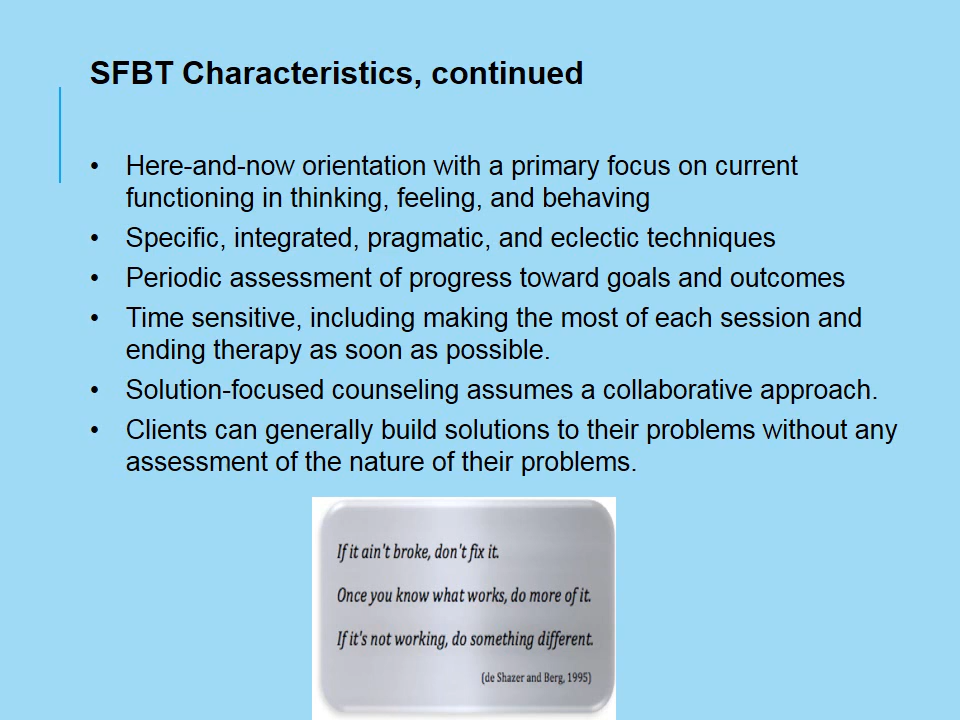 SFBT Characteristics, continued
• Here-and-now orientation with a primary focus on current
functioning in thinking, feeling, and behaving
• Specific, integrated, pragmatic, and eclectic techniques
• Periodic assessment of progress toward goals and outcomes
• Time sensitive, including making the most of each session and
ending therapy as soon as possible.
• Solution-focused counseling assumes a collaborative approach.
• Clients can generally build solutions to their problems without any
assessment of the nature of their problems.
If it ain't broke, don't fix it.
Once you know what works, do more of it.
If it's not working, do something different.
(de Shazer and Berg, 1995)